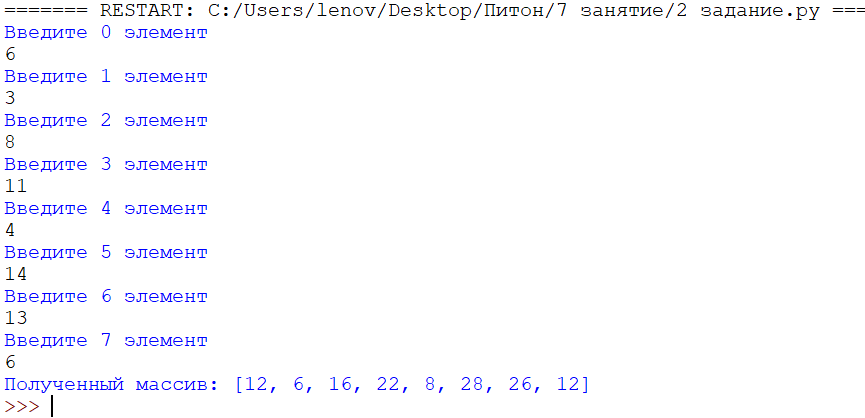 ======= RESTART: C:/Users/lenov/Desktop/Питон/7 занятие/2 задание.py ===
Введите 0 элемент
6
Введите 1 элемент
3
Введите 2 элемент
8
Введите 3 элемент
11
Введите 4 элемент
4
Введите 5 элемент
14
Введите 6 элемент
13
Введите 7 элемент
6
Полученный массив: [12, 6, 16, 22, 8, 28, 26, 12]
>>>